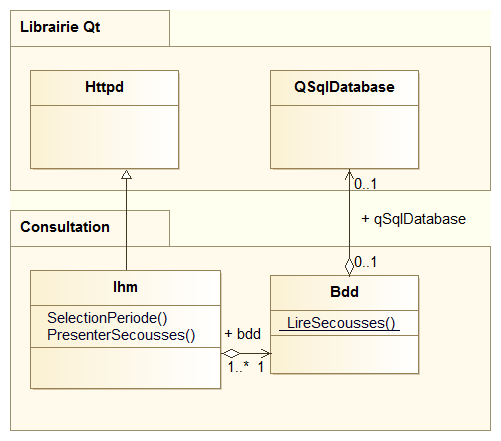 Librairie Qt
Httpd
QSqlDatabase
0..1
+ qSqlDatabase
0..1
Consultation
Ihm
SelectionPeriode()
PresenterSecousses()
Bdd
LireSecousses()
+ bdd
1..* 1